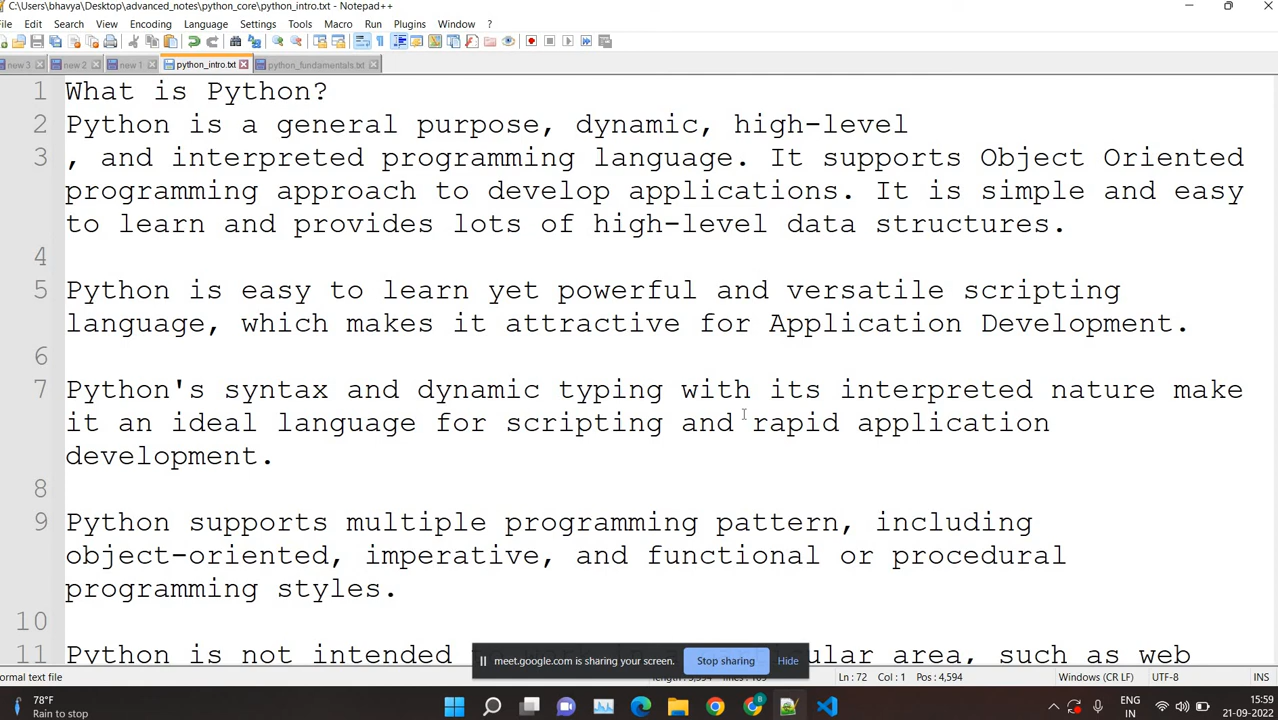 C:\Users\bhavya\Desktop\advanced_notes\python_core\python_intro.txt - Notepad++
File Edit Search View Encoding Language Settings Tools Macro Run Plugins Window ?
new 3 new 2 new 1 python_intro.txt python_fundamentals.txt
1 What is Python?
2 Python is a general purpose, dynamic, high-level
3 , and interpreted programming language. It supports Object Oriented
programming approach to develop applications. It is simple and easy
to learn and provides lots of high-level data structures.
4
5 Python is easy to learn yet powerful and versatile scripting
language, which makes it attractive for Application Development.
6
7 Python's syntax and dynamic typing with its interpreted nature make
it an ideal language for scripting and rapid application
development.
8
9 Python supports multiple programming pattern, including
object-oriented, imperative, and functional or procedural
programming styles.
10
11 Python is not intended to area, such as web
meet.google.com is sharing your screen. Stop sharing Hide
ormal text file Ln : 72 Col : 1 Pos : 4,594 Windows (CR LF) UTF-8 INS
78°F
Rain to stop
ENG
IN
15:59
21-09-2022